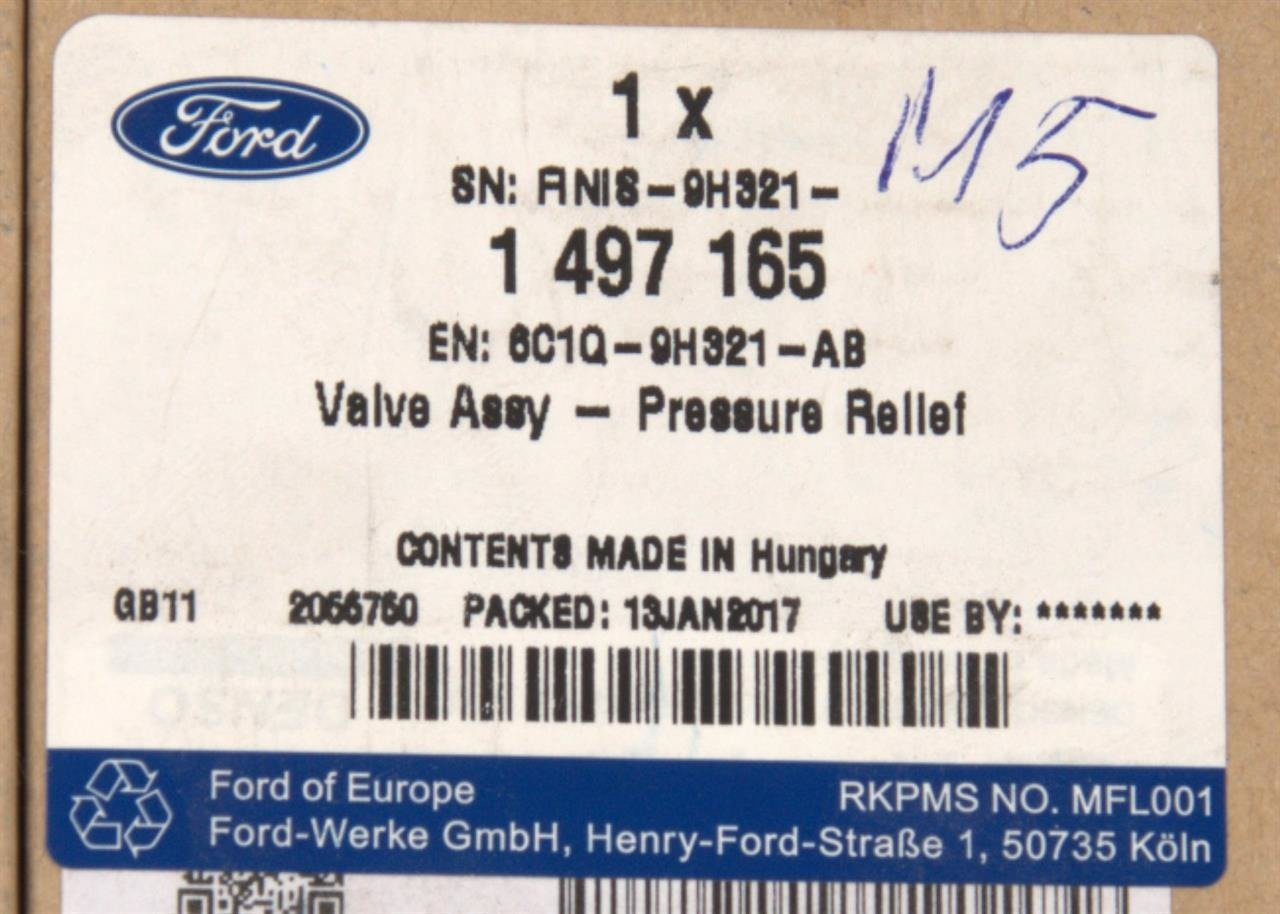 Ford
1 x
M5
SN: FINIS-9H321-
1 497 165
EN: 6C1Q-9H321-AB
Valve Assy - Pressure Relief
CONTENTS MADE IN Hungary
GB11 PACKED: 13JAN2017 USE BY: *******
DENSO
Ford of Europe RKPMS NO. MFL001
Ford-Werke GmbH, Henry-Ford-Straße 1, 50735 Köln